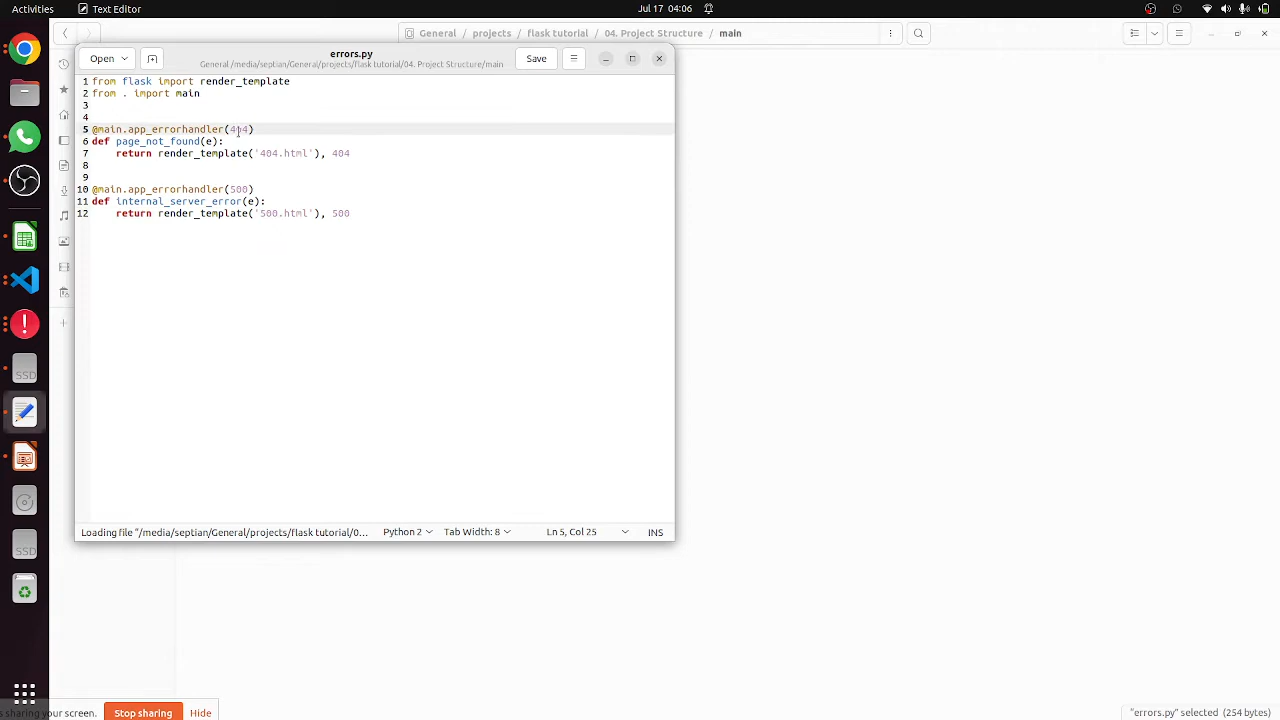 Activities
Text Editor
Jul 17 04:06
General / projects / flask tutorial / 04. Project Structure / main
Open
errors.py
General /media/septian/General/projects/flask tutorial/04. Project Structure/main
Save
1 from flask import render_template
2 from . import main
3
4
5 @main.app_errorhandler(404)
6 def page_not_found(e):
7     return render_template('404.html'), 404
8
9
10 @main.app_errorhandler(500)
11 def internal_server_error(e):
12     return render_template('500.html'), 500
SSD
SSD
Loading file “/media/septian/General/projects/flask tutorial/0…
Python 2
Tab Width: 8
Ln 5, Col 25
INS
s sharing your screen.
Stop sharing
Hide
“errors.py” selected (254 bytes)